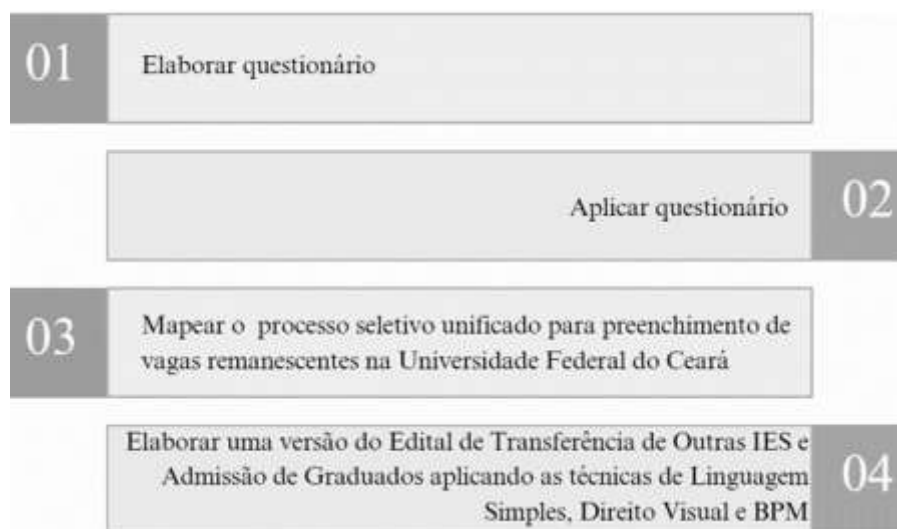 01
Elaborar questionário
Aplicar questionário
02
03
Mapear o processo seletivo unificado para preenchimento de
vagas remanescentes na Universidade Federal do Ceará
Elaborar uma versão do Edital de Transferência de Outras IES e
Admissão de Graduados aplicando as técnicas de Linguagem
Simples, Direito Visual e BPM
04